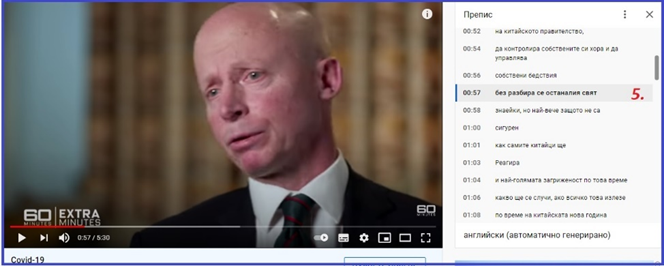 Препис
00:52 на китайското правителство,
00:54 да контролира собствените си хора и да
управлява
00:56 собствени бедствия
00:57 без разбира се останалия свят 5.
00:58 знаейки, но най-вече защото не са
01:00 сигурен
01:01 как самите китайци ще
01:03 Реагира
01:04 и най-голямата загриженост по това време
01:06 какво ще се случи, ако всичко това излезе
01:08 по време на китайската нова година
английски (автоматично генерирано)
60 MINUTES EXTRA MINUTES
60 MINUTES
0:57 / 5:30
Covid-19